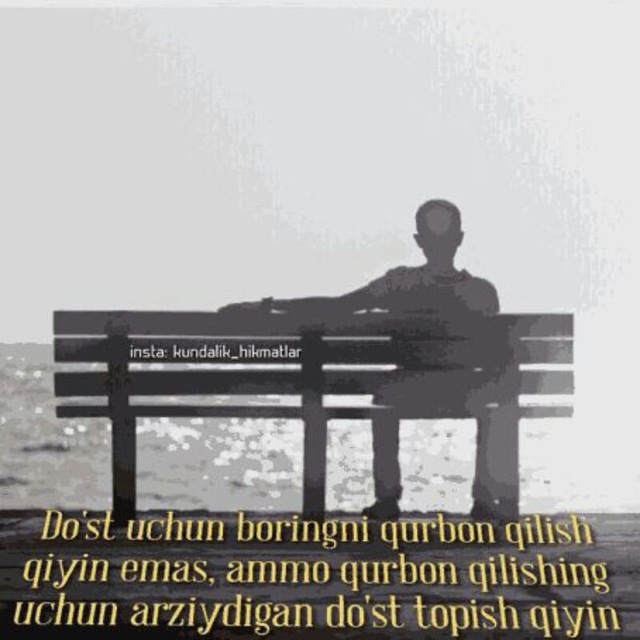 insta: kundalik_hikmatlar
Do'st uchun boringni qurbon qilish
qiyin emas, ammo qurbon qilishing
uchun arziydigan do'st topish qiyin